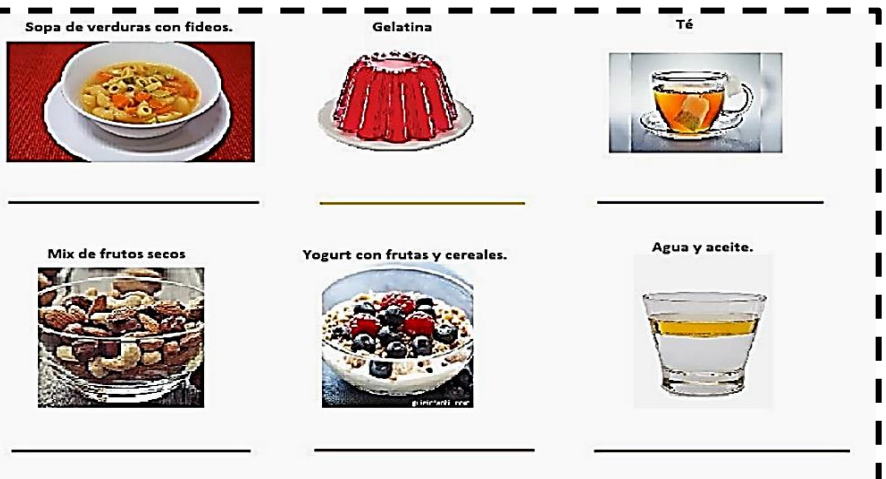 Sopa de verduras con fideos.
Gelatina
Té
Mix de frutos secos
Yogurt con frutas y cereales.
Agua y aceite.